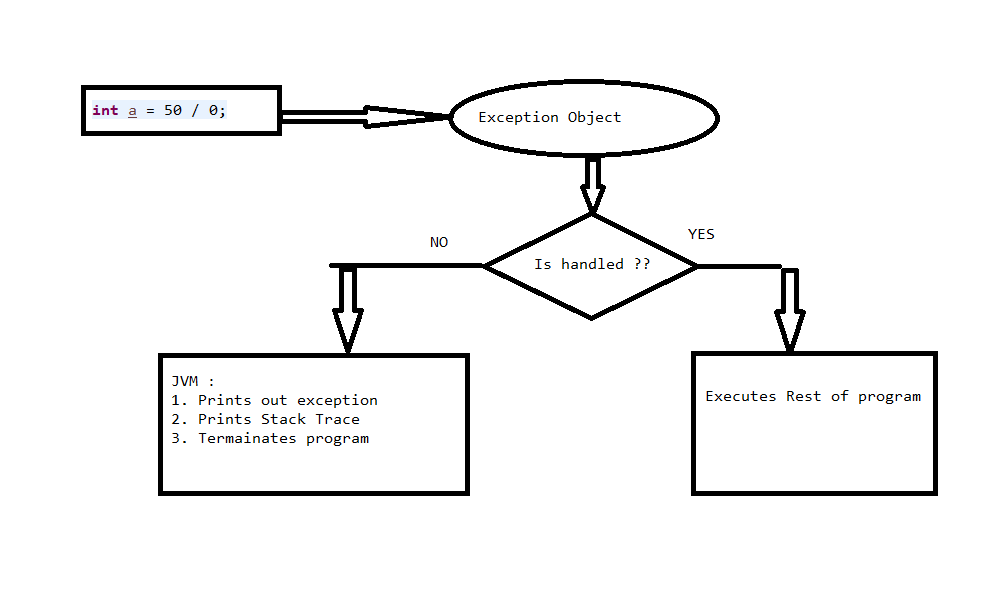 int a = 50 / 0;
Exception Object
NO
YES
Is handled ??
JVM :
1. Prints out exception
2. Prints Stack Trace
3. Termainates program
Executes Rest of program